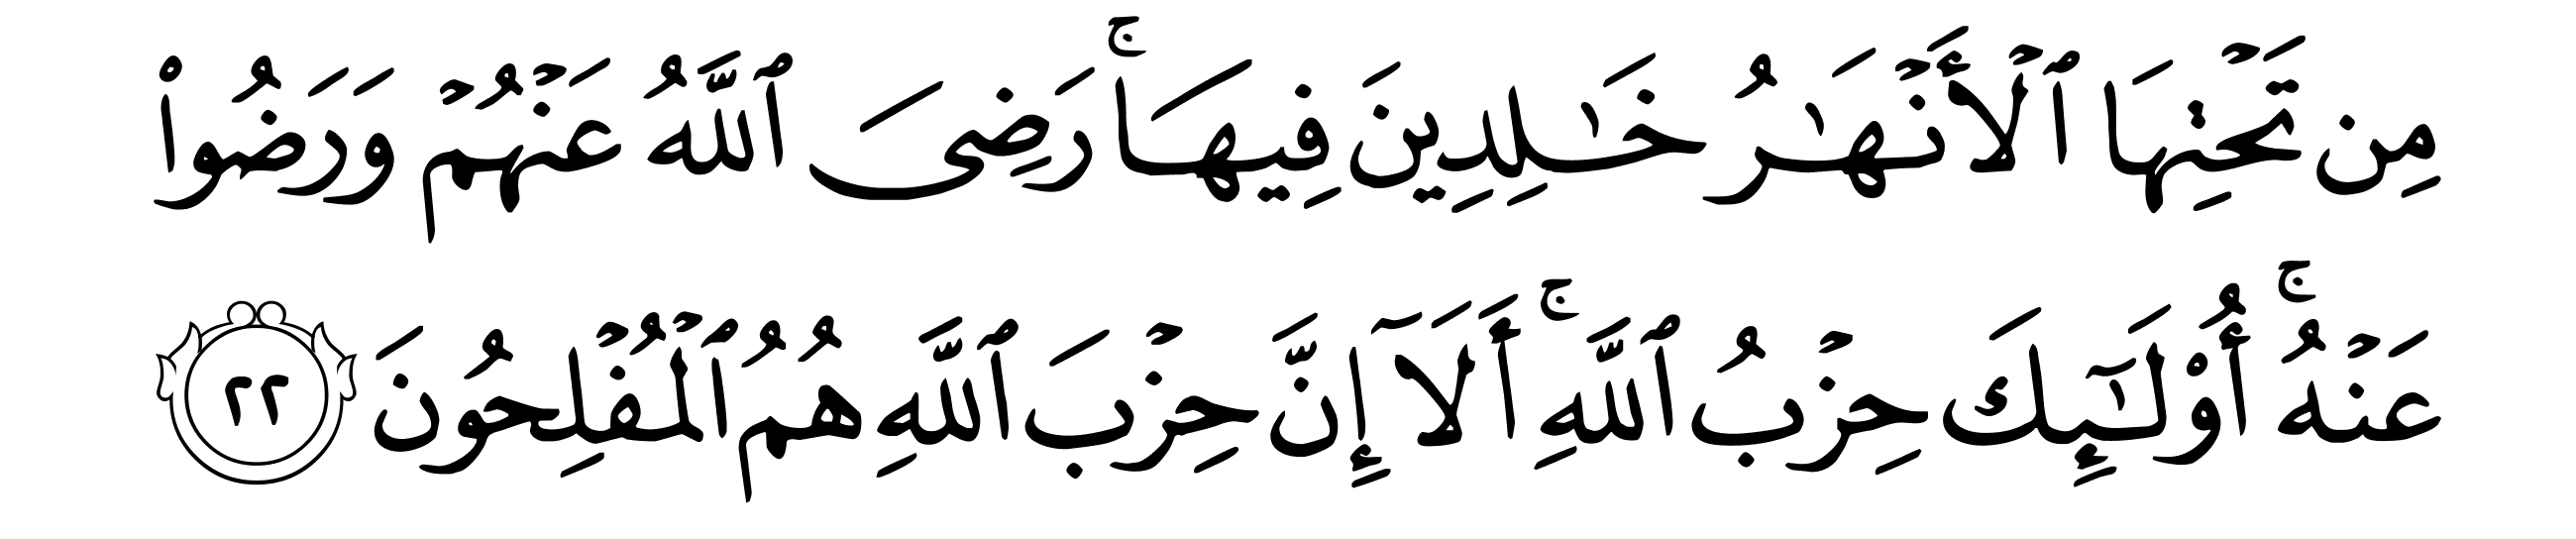 مِن تَحۡتِهَا ٱلۡأَنۡهَٰرُ خَٰلِدِينَ فِيهَاۚ رَضِيَ ٱللَّهُ عَنۡهُمۡ وَرَضُواْ
عَنۡهُۚ أُوْلَٰٓئِكَ حِزۡبُ ٱللَّهِۚ أَلَآ إِنَّ حِزۡبَ ٱللَّهِ هُمُ ٱلۡمُفۡلِحُونَ ٢٢